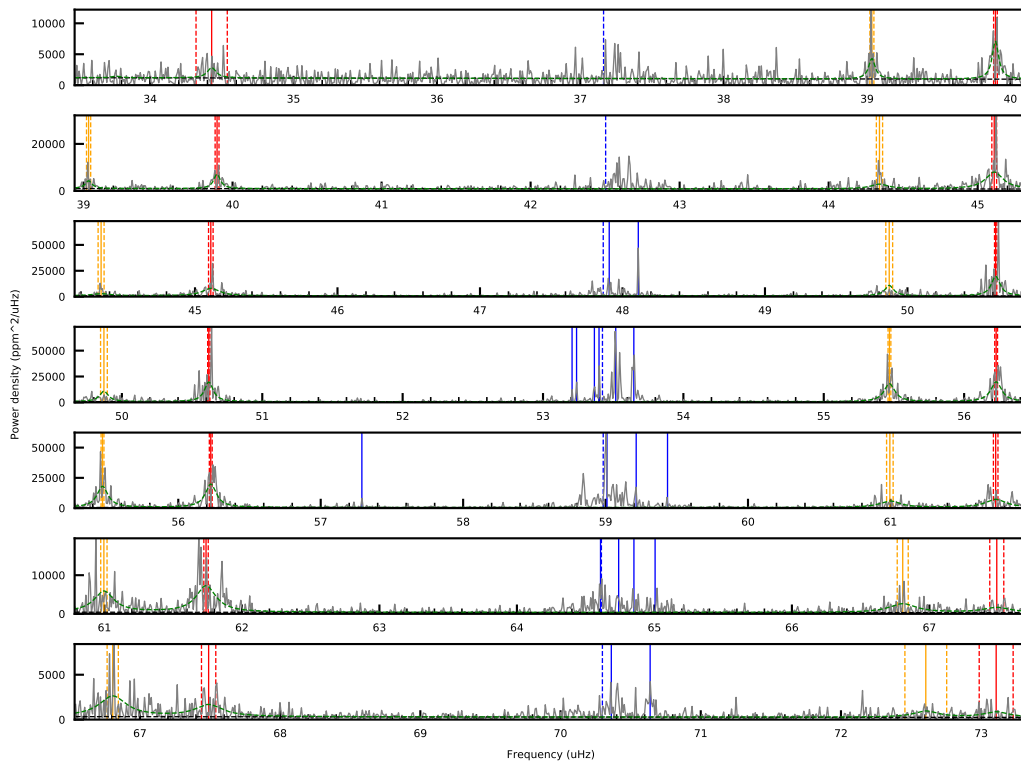 10000
5000
0
34 35 36 37 38 39 40
20000
0
39 40 41 42 43 44 45
50000
25000
0
45 46 47 48 49 50
Power density (ppm^2/uHz)
50000
25000
0
50 51 52 53 54 55 56
50000
25000
0
56 57 58 59 60 61
10000
0
61 62 63 64 65 66 67
5000
0
67 68 69 70 71 72 73
Frequency (uHz)